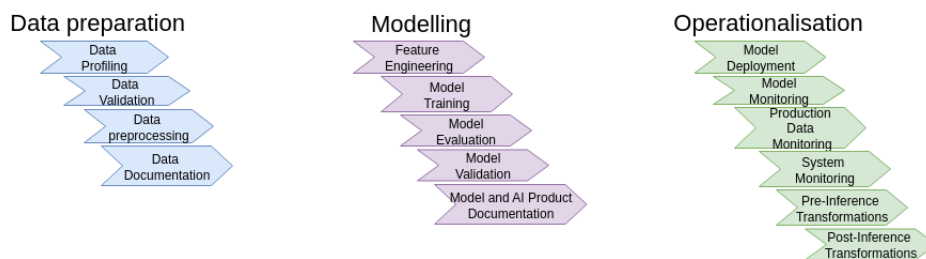 Data preparation
Data
Profiling
Data
Validation
Data
preprocessing
Data
Documentation
Modelling
Feature
Engineering
Model
Training
Model
Evaluation
Model
Validation
Model and AI Product
Documentation
Operationalisation
Model
Deployment
Model
Monitoring
Production
Data
Monitoring
System
Monitoring
Pre-Inference
Transformations
Post-Inference
Transformations